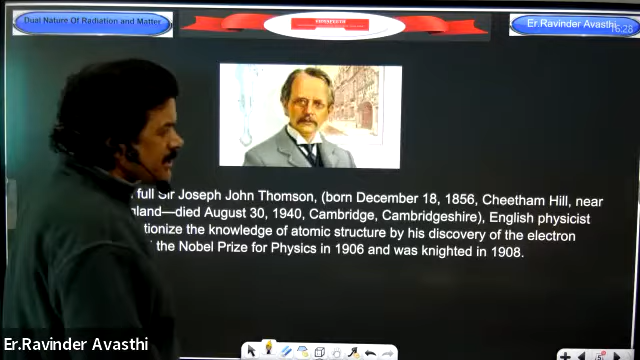 Dual Nature Of Radiation and Matter
Er.Ravinder Avasthi
16:28
full Sir Joseph John Thomson, (born December 18, 1856, Cheetham Hill, near
land—died August 30, 1940, Cambridge, Cambridgeshire), English physicist
tionize the knowledge of atomic structure by his discovery of the electron
the Nobel Prize for Physics in 1906 and was knighted in 1908.
Er.Ravinder Avasthi